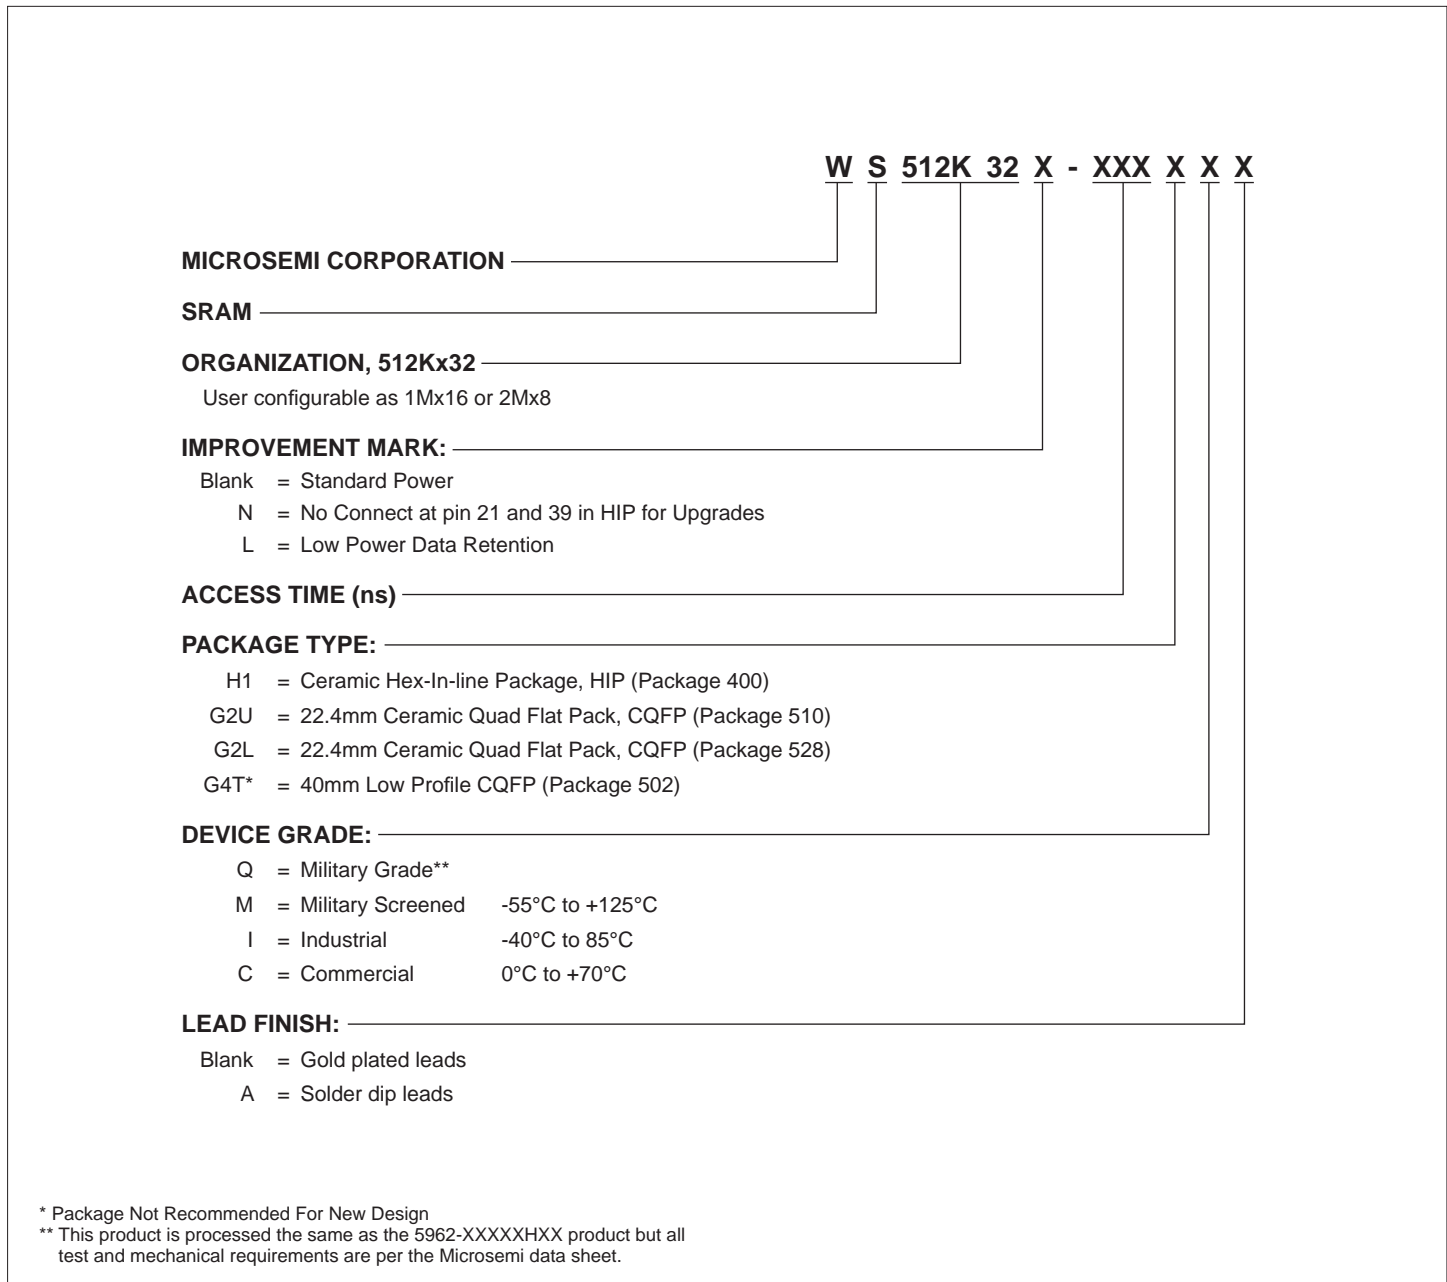 W S 512K 32 X - XXX X X X
MICROSEMI CORPORATION
SRAM
ORGANIZATION, 512Kx32
User configurable as 1Mx16 or 2Mx8
IMPROVEMENT MARK:
Blank = Standard Power
N = No Connect at pin 21 and 39 in HIP for Upgrades
L = Low Power Data Retention
ACCESS TIME (ns)
PACKAGE TYPE:
H1 = Ceramic Hex-In-line Package, HIP (Package 400)
G2U = 22.4mm Ceramic Quad Flat Pack, CQFP (Package 510)
G2L = 22.4mm Ceramic Quad Flat Pack, CQFP (Package 528)
G4T* = 40mm Low Profile CQFP (Package 502)
DEVICE GRADE:
Q = Military Grade**
M = Military Screened -55°C to +125°C
I = Industrial -40°C to 85°C
C = Commercial 0°C to +70°C
LEAD FINISH:
Blank = Gold plated leads
A = Solder dip leads
* Package Not Recommended For New Design
** This product is processed the same as the 5962-XXXXXHXX product but all
test and mechanical requirements are per the Microsemi data sheet.